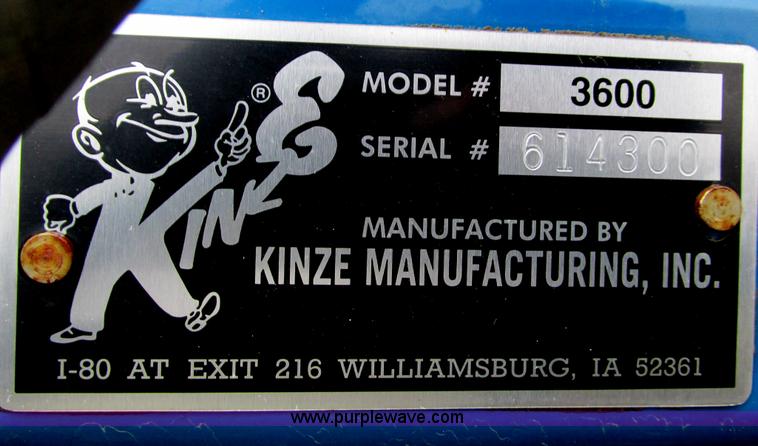 KINZE ®
MODEL # 3600
SERIAL # 614300
MANUFACTURED BY
KINZE MANUFACTURING, INC.
I-80 AT EXIT 216 WILLIAMSBURG, IA 52361
www.purplewave.com